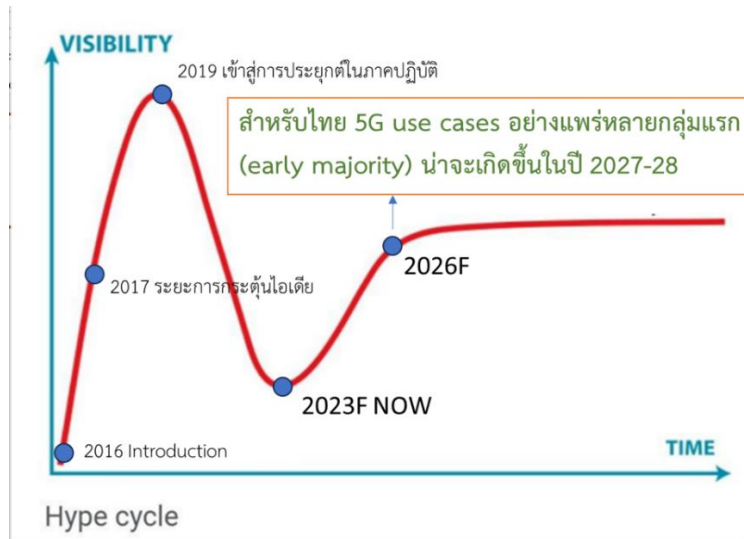 VISIBILITY
2019 เข้าสู่การประยุกต์ในภาคปฏิบัติ
สำหรับไทย 5G use cases อย่างแพร่หลายกลุ่มแรก
(early majority) น่าจะเกิดขึ้นในปี 2027-28
2026F
2017 ระยะการกระตุ้นไอเดีย
2023F NOW
2016 Introduction
TIME
Hype cycle